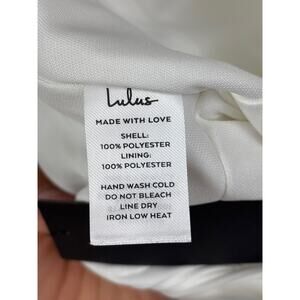 Lulus
MADE WITH LOVE
SHELL:
100% POLYESTER
LINING:
100% POLYESTER
HAND WASH COLD
DO NOT BLEACH
LINE DRY
IRON LOW HEAT